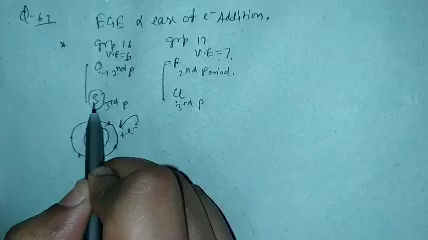 Q-62 EGE α ease of e⁻ Addition.
* grp 16 grp 17
V.E=6 V.E=7.
O→2nd p F 2nd Period.
S 3rd p Cl 3rd p
+e⁻